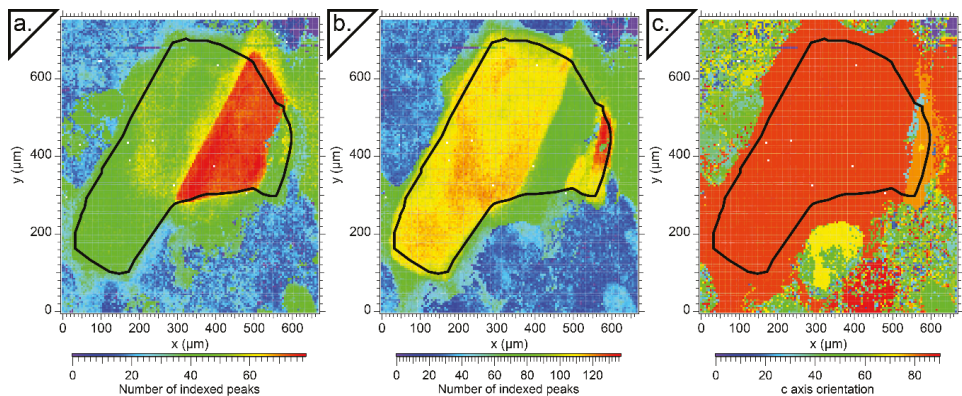 a. b. c.
600 600 600
y (µm) y (µm) y (µm)
400 400 400
200 200 200
0 0 0
0 100 200 300 400 500 600 0 100 200 300 400 500 600 0 100 200 300 400 500 600
x (µm) x (µm) x (µm)
0 20 40 60 0 20 40 60 80 100 120 0 20 40 60 80
Number of indexed peaks Number of indexed peaks c axis orientation